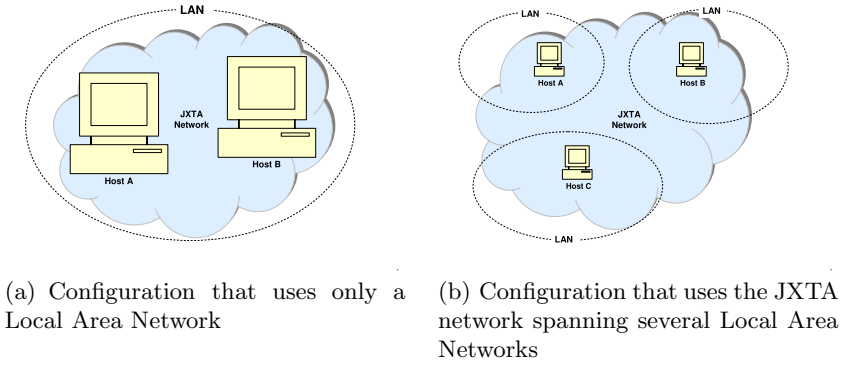 LAN
JXTA
Network
Host A
Host B
LAN
LAN
Host A
Host B
JXTA
Network
Host C
LAN
(a) Configuration that uses only a
Local Area Network
(b) Configuration that uses the JXTA
network spanning several Local Area
Networks